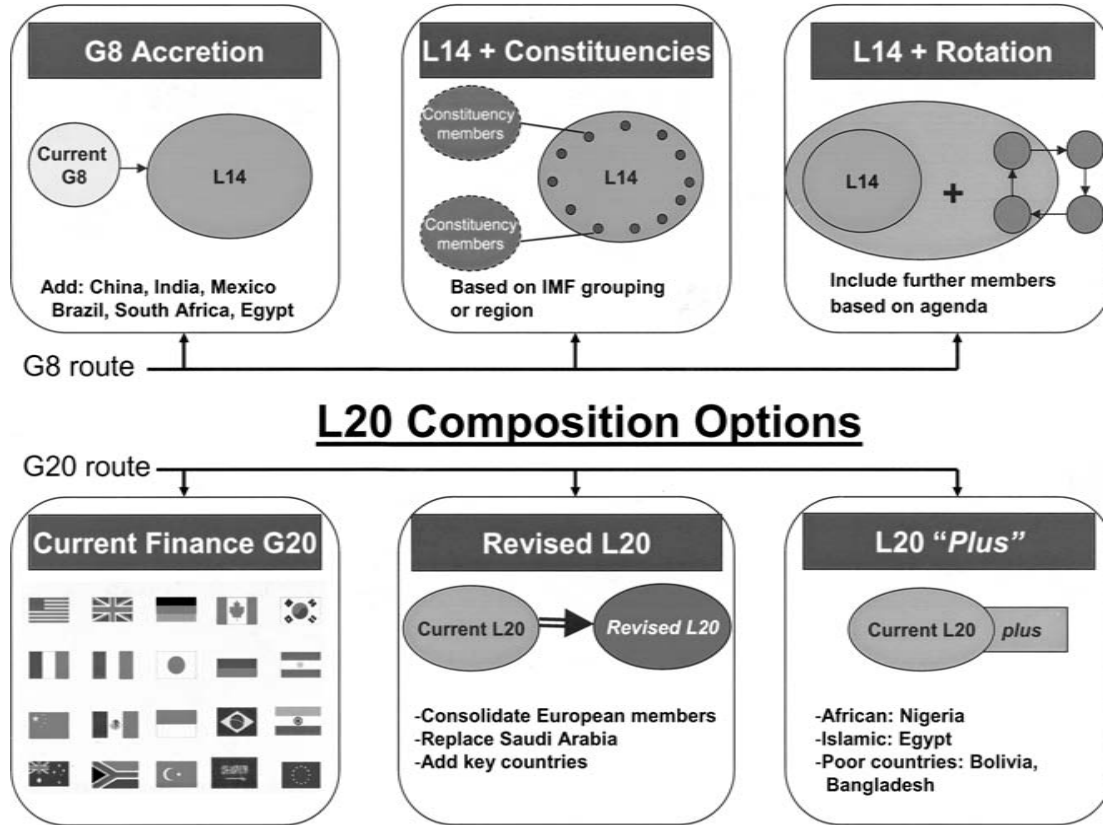 G8 Accretion
Current
G8
L14
Add: China, India, Mexico
Brazil, South Africa, Egypt
L14 + Constituencies
Constituency
members
L14
Constituency
members
Based on IMF grouping
or region
L14 + Rotation
L14
+
Include further members
based on agenda
G8 route
L20 Composition Options
G20 route
Current Finance G20
Revised L20
Current L20
Revised L20
-Consolidate European members
-Replace Saudi Arabia
-Add key countries
L20 “Plus”
Current L20
plus
-African: Nigeria
-Islamic: Egypt
-Poor countries: Bolivia,
Bangladesh